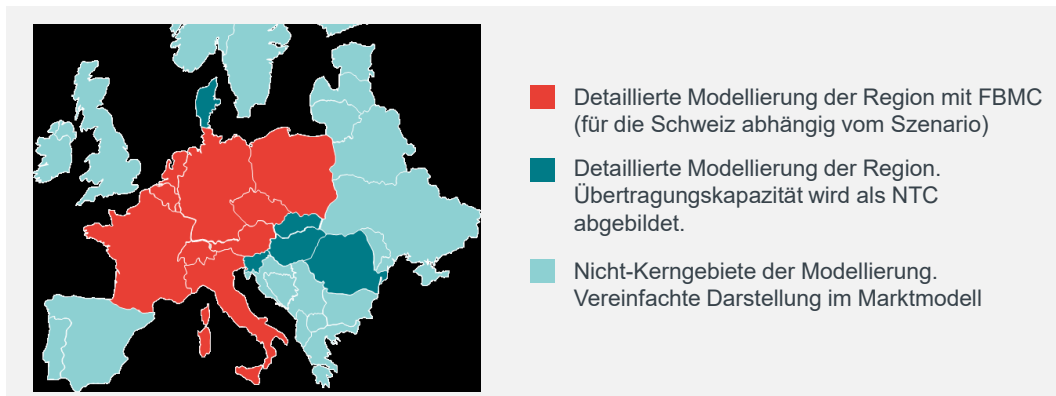 Detaillierte Modellierung der Region mit FBMC
(für die Schweiz abhängig vom Szenario)
Detaillierte Modellierung der Region.
Übertragungskapazität wird als NTC
abgebildet.
Nicht-Kerngebiete der Modellierung.
Vereinfachte Darstellung im Marktmodell